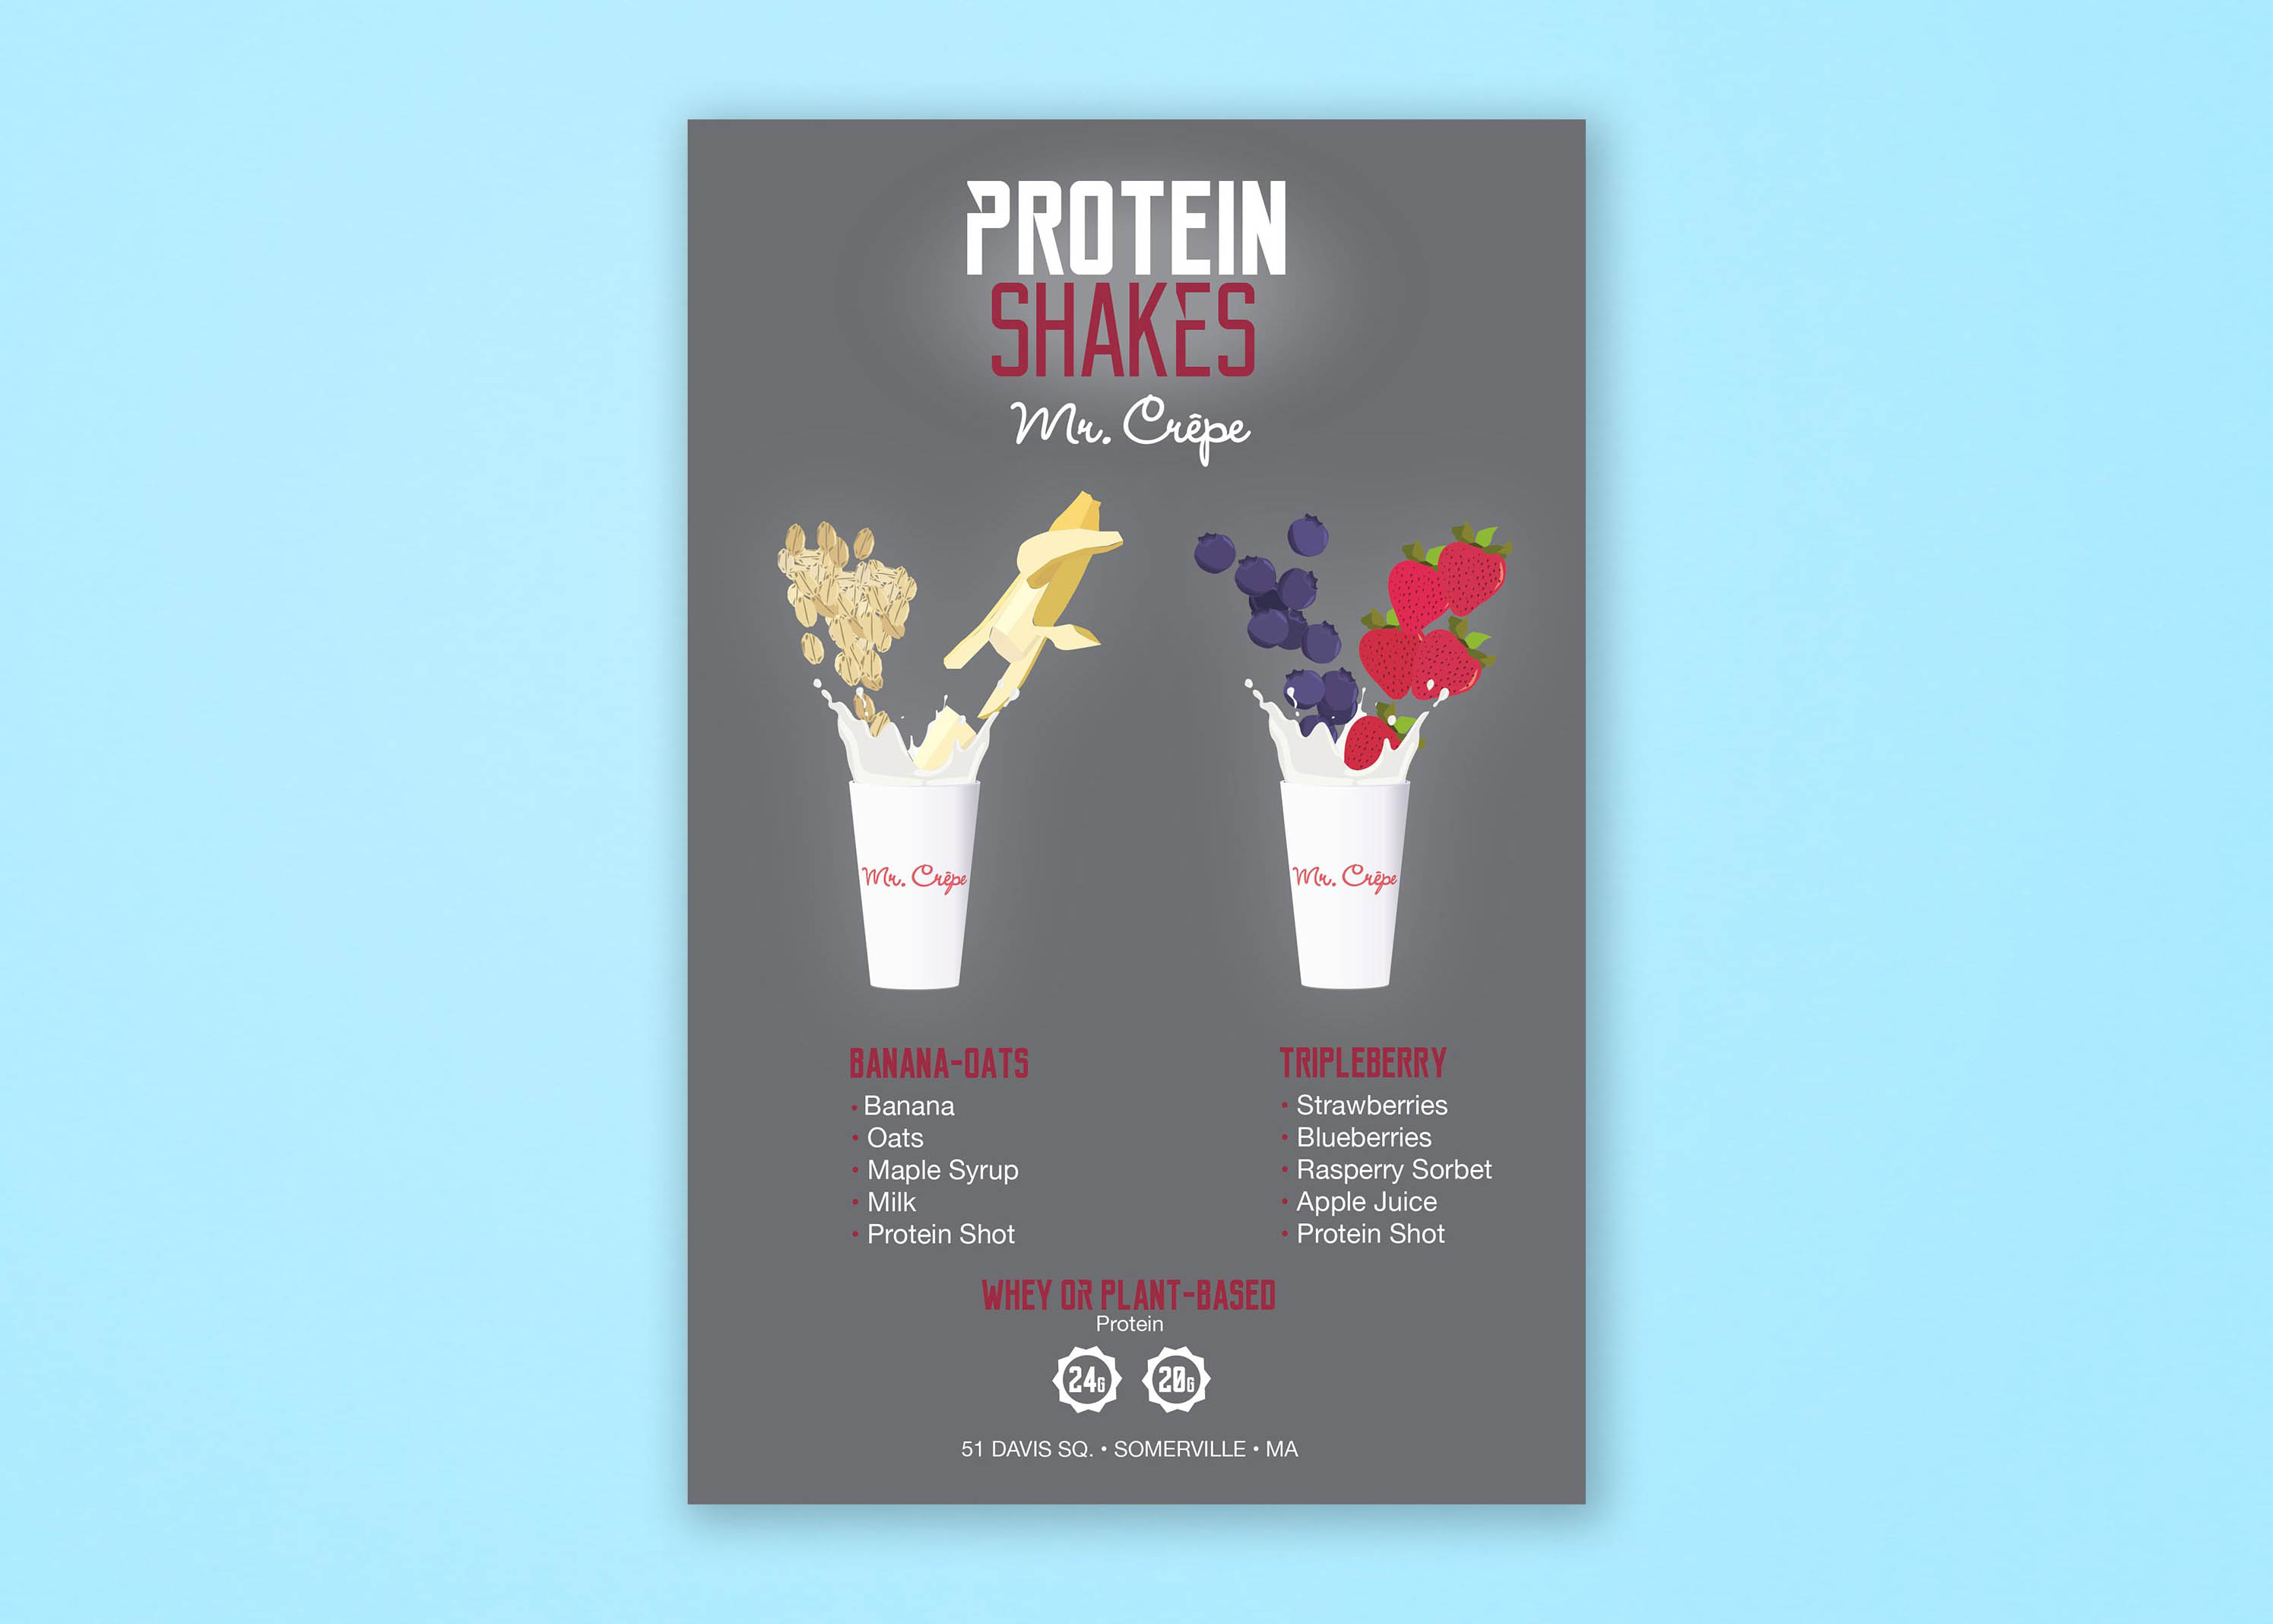 PROTEIN
SHAKES
Mr. Crêpe
Mr. Crêpe
Mr. Crêpe
BANANA-OATS
• Banana
• Oats
• Maple Syrup
• Milk
• Protein Shot
TRIPLEBERRY
• Strawberries
• Blueberries
• Rasperry Sorbet
• Apple Juice
• Protein Shot
WHEY OR PLANT-BASED
Protein
24G 20G
51 DAVIS SQ. • SOMERVILLE • MA